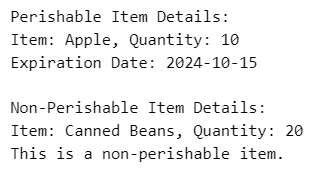 Perishable Item Details:
Item: Apple, Quantity: 10
Expiration Date: 2024-10-15

Non-Perishable Item Details:
Item: Canned Beans, Quantity: 20
This is a non-perishable item.